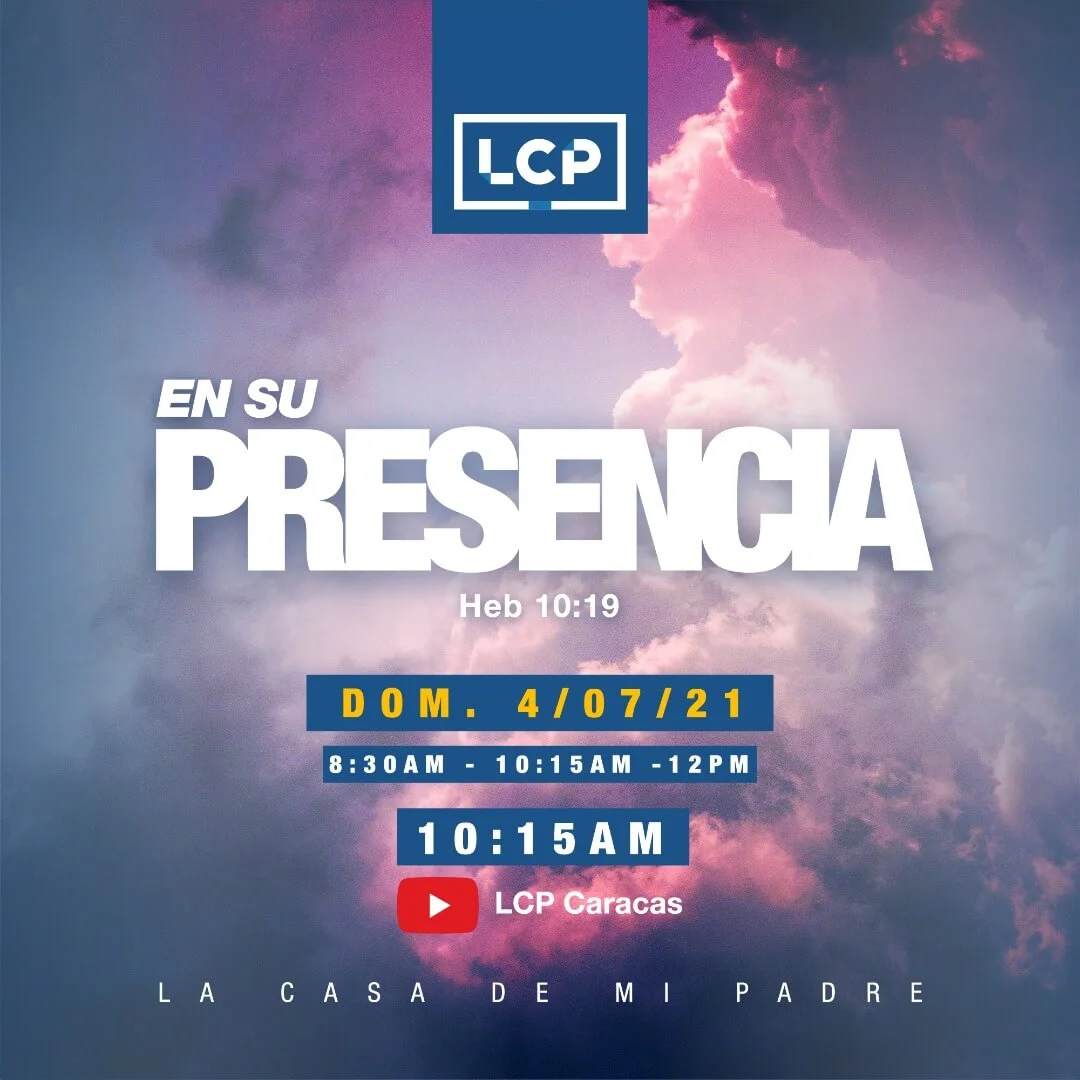 LCP
EN SU
PRESENCIA
Heb 10:19
DOM. 4/07/21
8:30AM - 10:15AM -12PM
10:15AM
LCP Caracas
LA CASA DE MI PADRE